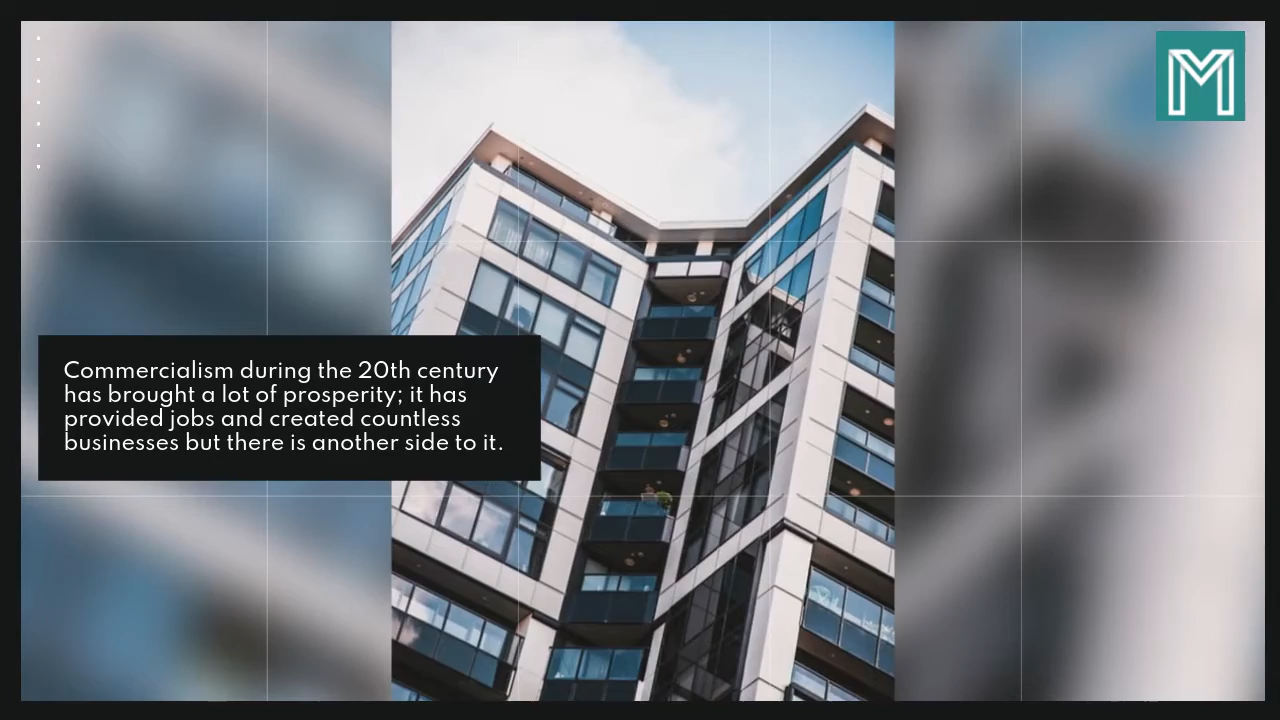 M
Commercialism during the 20th century
has brought a lot of prosperity; it has
provided jobs and created countless
businesses but there is another side to it.